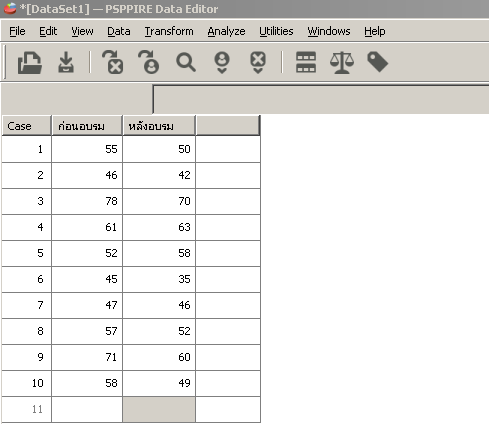 *[DataSet1] — PSPPIRE Data Editor
File Edit View Data Transform Analyze Utilities Windows Help
Case ก่อนอบรม หลังอบรม
1 55 50
2 46 42
3 78 70
4 61 63
5 52 58
6 45 35
7 47 46
8 57 52
9 71 60
10 58 49
11